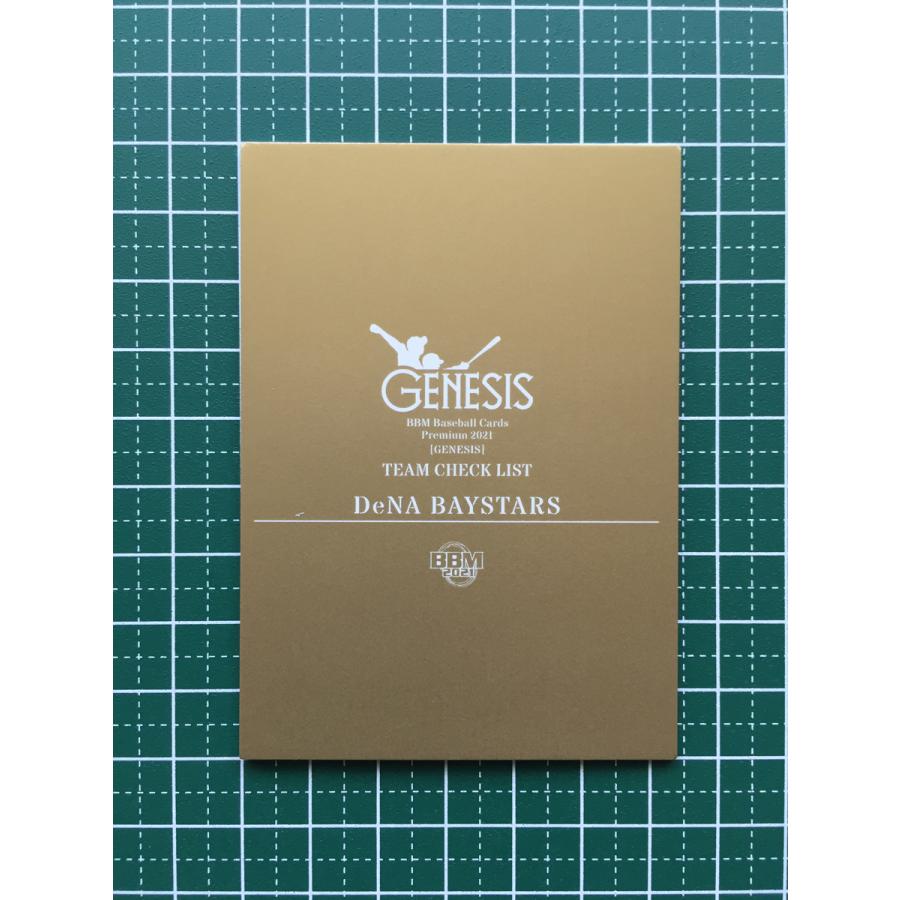 GENESIS
BBM Baseball Cards
Premium 2021
[GENESIS]
TEAM CHECK LIST
DeNA BAYSTARS
BBM
2021